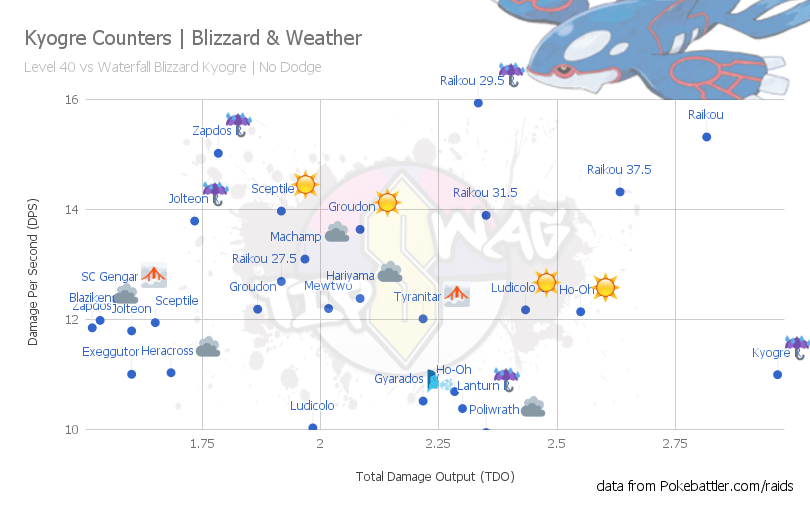 Kyogre Counters | Blizzard & Weather
Level 40 vs Waterfall Blizzard Kyogre | No Dodge
Raikou 29.5
16
Raikou
Zapdos
Raikou 37.5
Jolteon
Sceptile
Raikou 31.5
Groudon
14
Machamp
SWAG
Raikou 27.5
SC Gengar
Hariyama
Groudon
Mewtwo
Tyranitar
Ludicolo
Ho-Oh
Blaziken
Zapdos
Jolteon
Sceptile
12
Exeggutor
Heracross
Kyogre
Ho-Oh
Gyarados
Lanturn
Ludicolo
Poliwrath
10
1.75
2
2.25
2.5
2.75
Damage Per Second (DPS)
Total Damage Output (TDO)
data from Pokebattler.com/raids